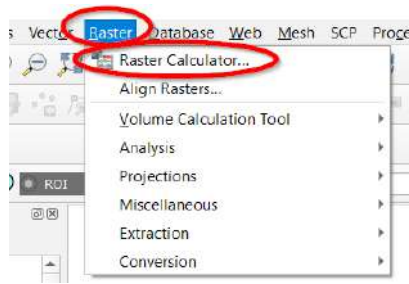 Vector Raster Database Web Mesh SCP
Raster Calculator...
Align Rasters...
Volume Calculation Tool
Analysis
ROI
Projections
Miscellaneous
Extraction
Conversion